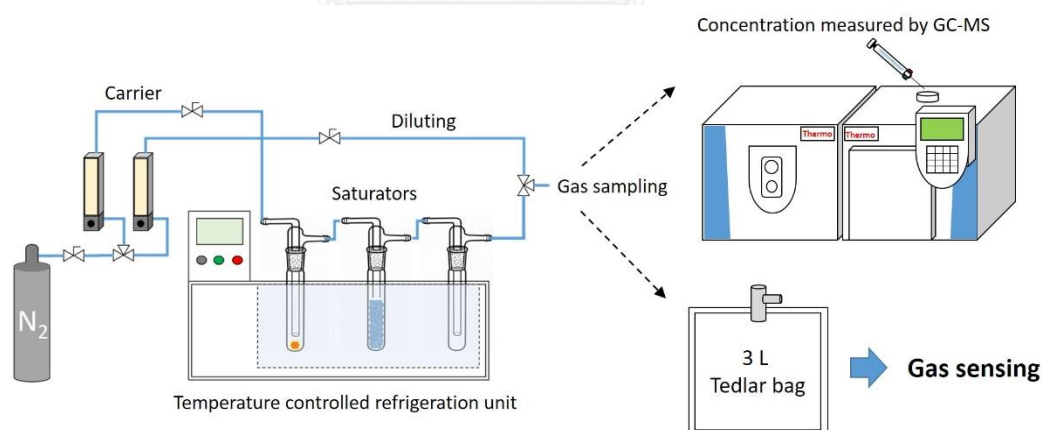 Concentration measured by GC-MS
Carrier
Diluting
Thermo
Thermo
Gas sampling
Saturators
N2
3 L
Tedlar bag
Gas sensing
Temperature controlled refrigeration unit